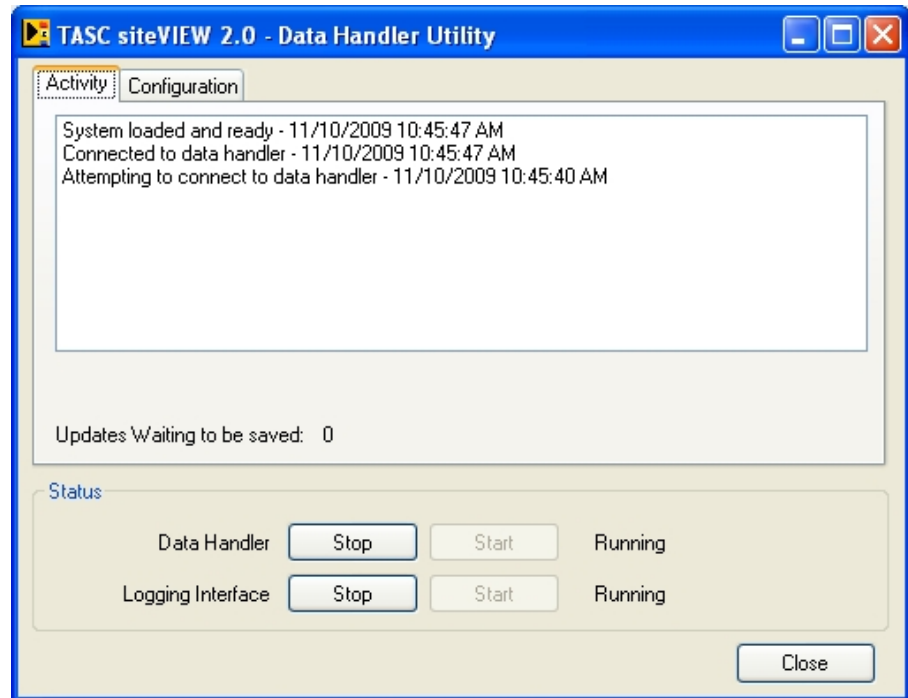 TASC siteVIEW 2.0 - Data Handler Utility
Activity Configuration
System loaded and ready - 11/10/2009 10:45:47 AM
Connected to data handler - 11/10/2009 10:45:47 AM
Attempting to connect to data handler - 11/10/2009 10:45:40 AM
Updates Waiting to be saved: 0
Status
Data Handler Stop Start Running
Logging Interface Stop Start Running
Close